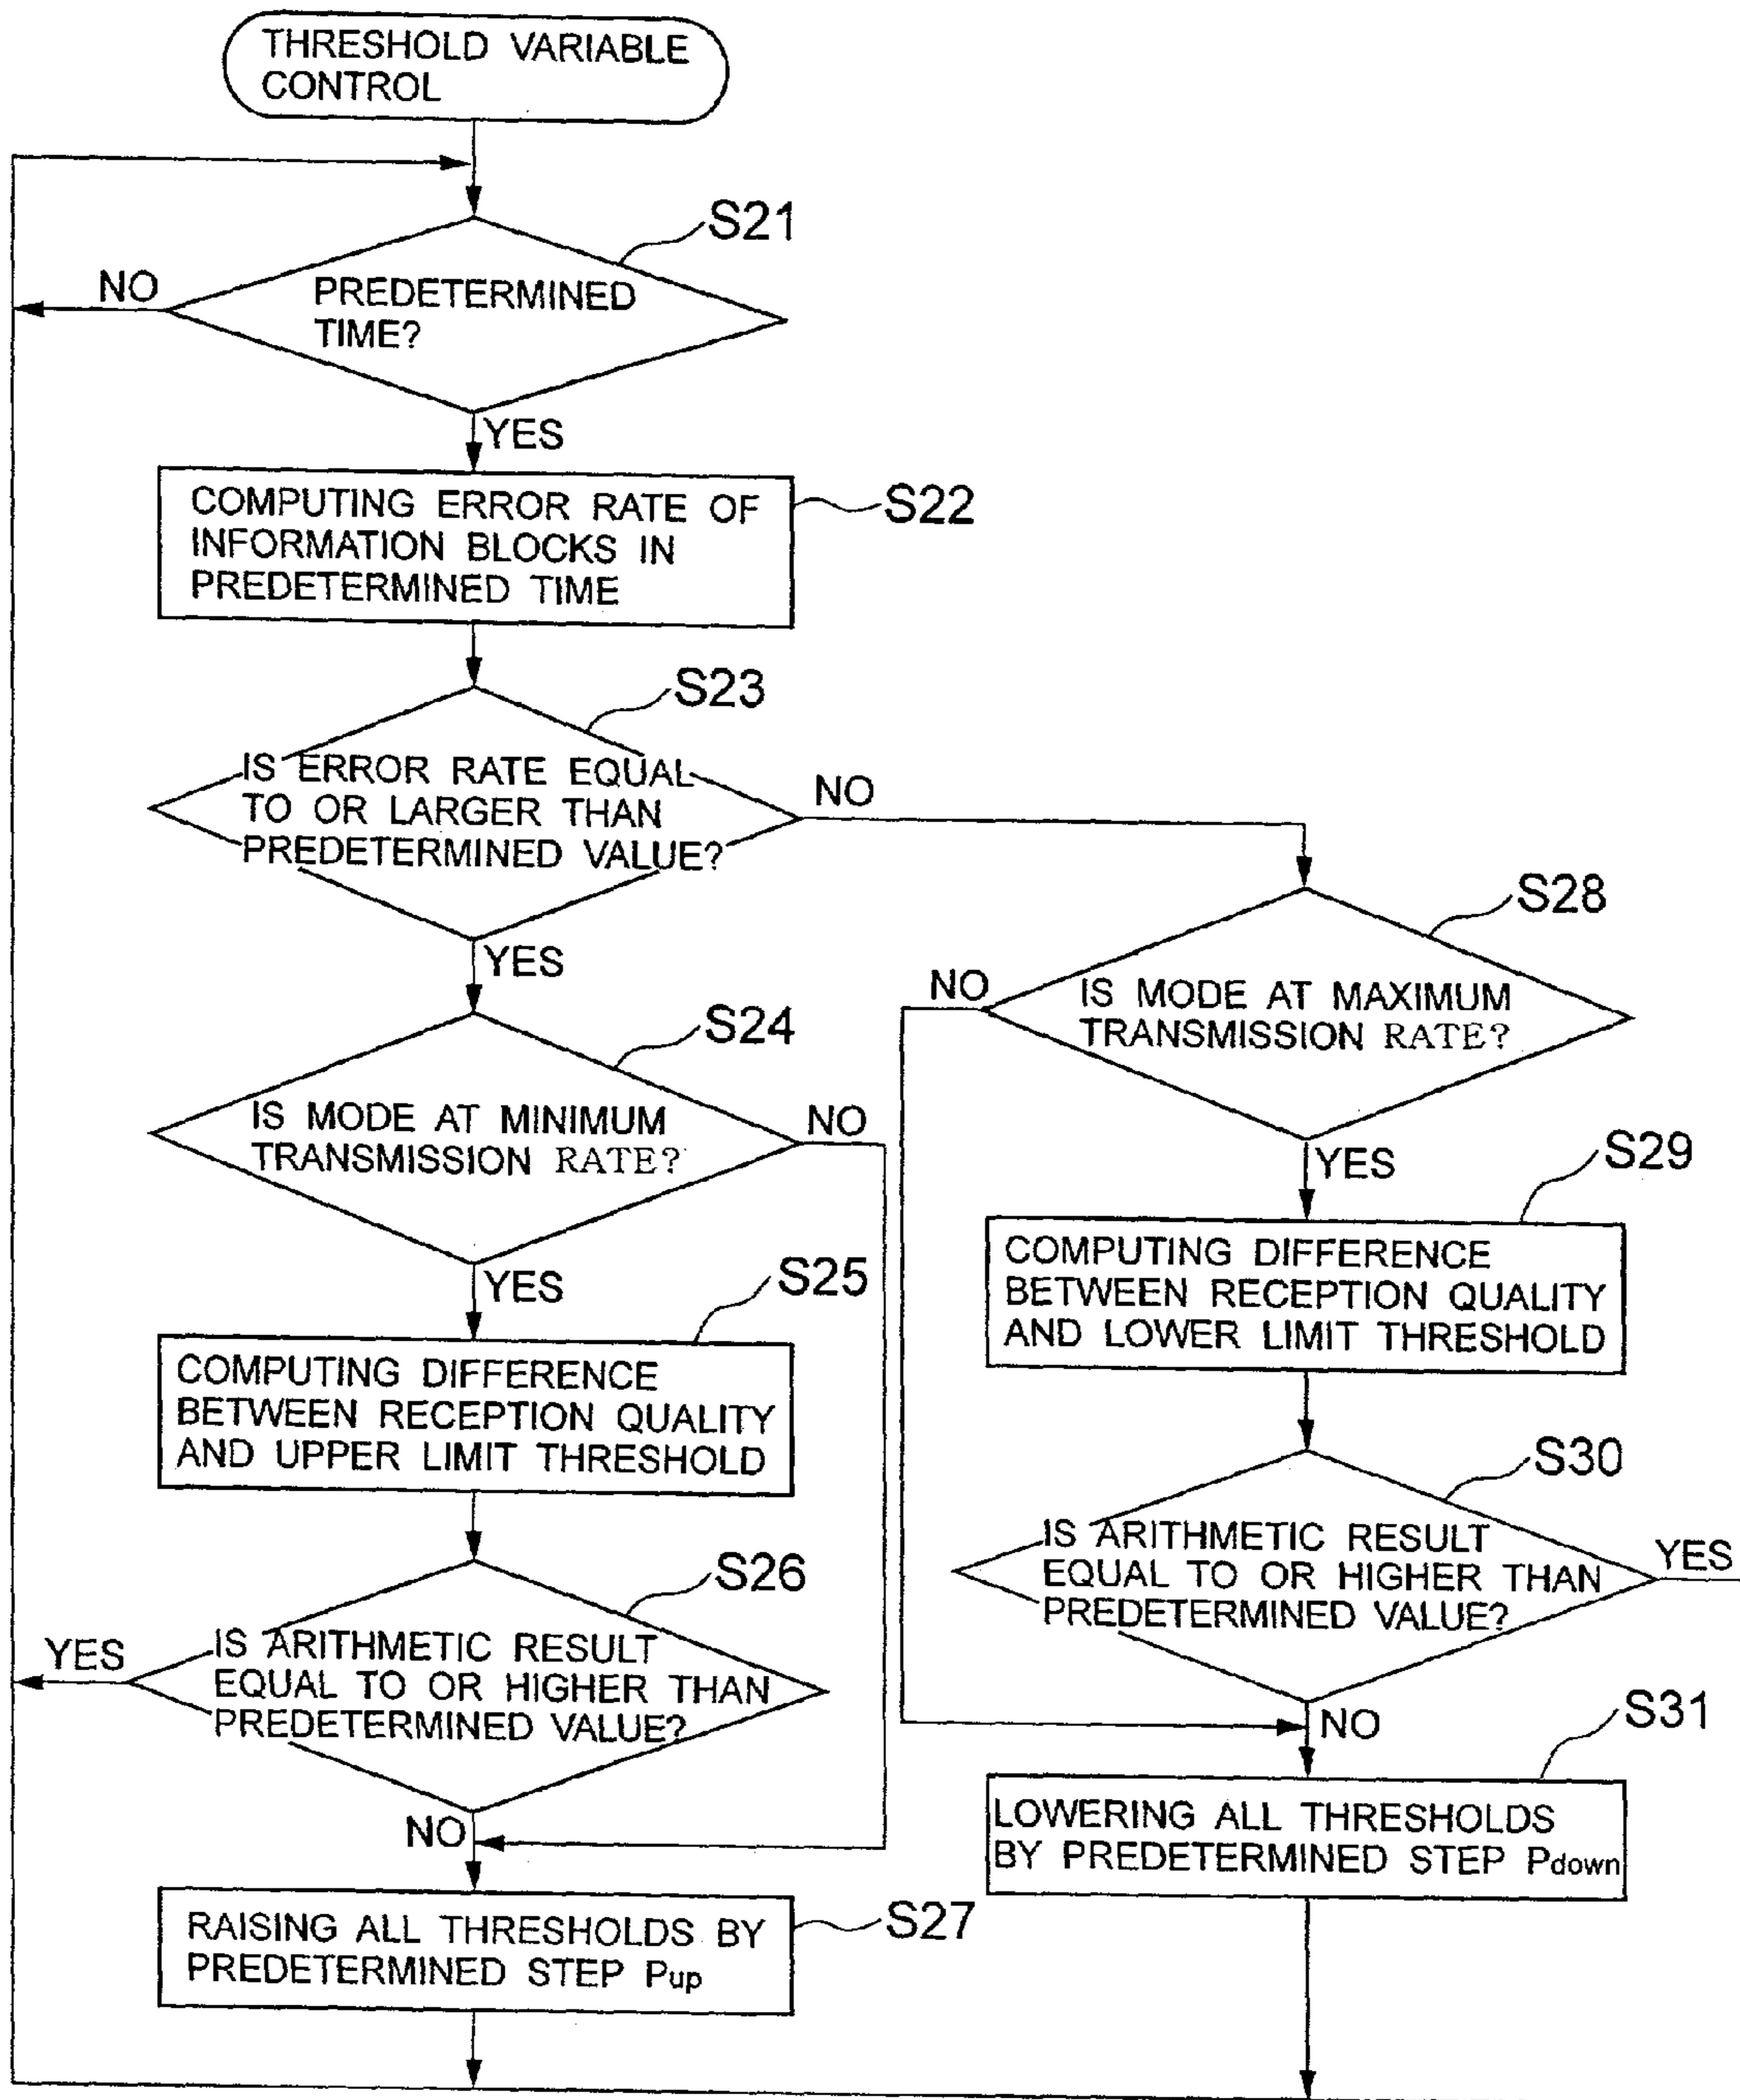 THRESHOLD VARIABLE
CONTROL
S21
NO
PREDETERMINED
TIME?
YES
COMPUTING ERROR RATE OF
INFORMATION BLOCKS IN
PREDETERMINED TIME
S22
S23
IS ERROR RATE EQUAL
TO OR LARGER THAN
PREDETERMINED VALUE?
NO
YES
S24
IS MODE AT MINIMUM
TRANSMISSION RATE?
NO
YES
S25
COMPUTING DIFFERENCE
BETWEEN RECEPTION QUALITY
AND UPPER LIMIT THRESHOLD
S26
YES
IS ARITHMETIC RESULT
EQUAL TO OR HIGHER THAN
PREDETERMINED VALUE?
NO
RAISING ALL THRESHOLDS BY
PREDETERMINED STEP Pup
S27
S28
NO
IS MODE AT MAXIMUM
TRANSMISSION RATE?
YES
S29
COMPUTING DIFFERENCE
BETWEEN RECEPTION QUALITY
AND LOWER LIMIT THRESHOLD
S30
IS ARITHMETIC RESULT
EQUAL TO OR HIGHER THAN
PREDETERMINED VALUE?
YES
NO
S31
LOWERING ALL THRESHOLDS
BY PREDETERMINED STEP Pdown